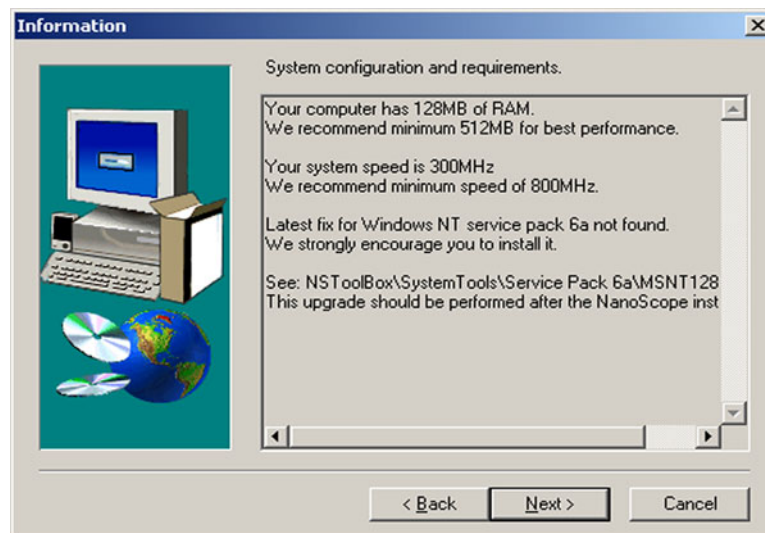 Information
System configuration and requirements.
Your computer has 128MB of RAM.
We recommend minimum 512MB for best performance.
Your system speed is 300MHz
We recommend minimum speed of 800MHz.
Latest fix for Windows NT service pack 6a not found.
We strongly encourage you to install it.
See: NSToolBox\SystemTools\Service Pack 6a\MSNT128
This upgrade should be performed after the NanoScope inst
< Back Next > Cancel